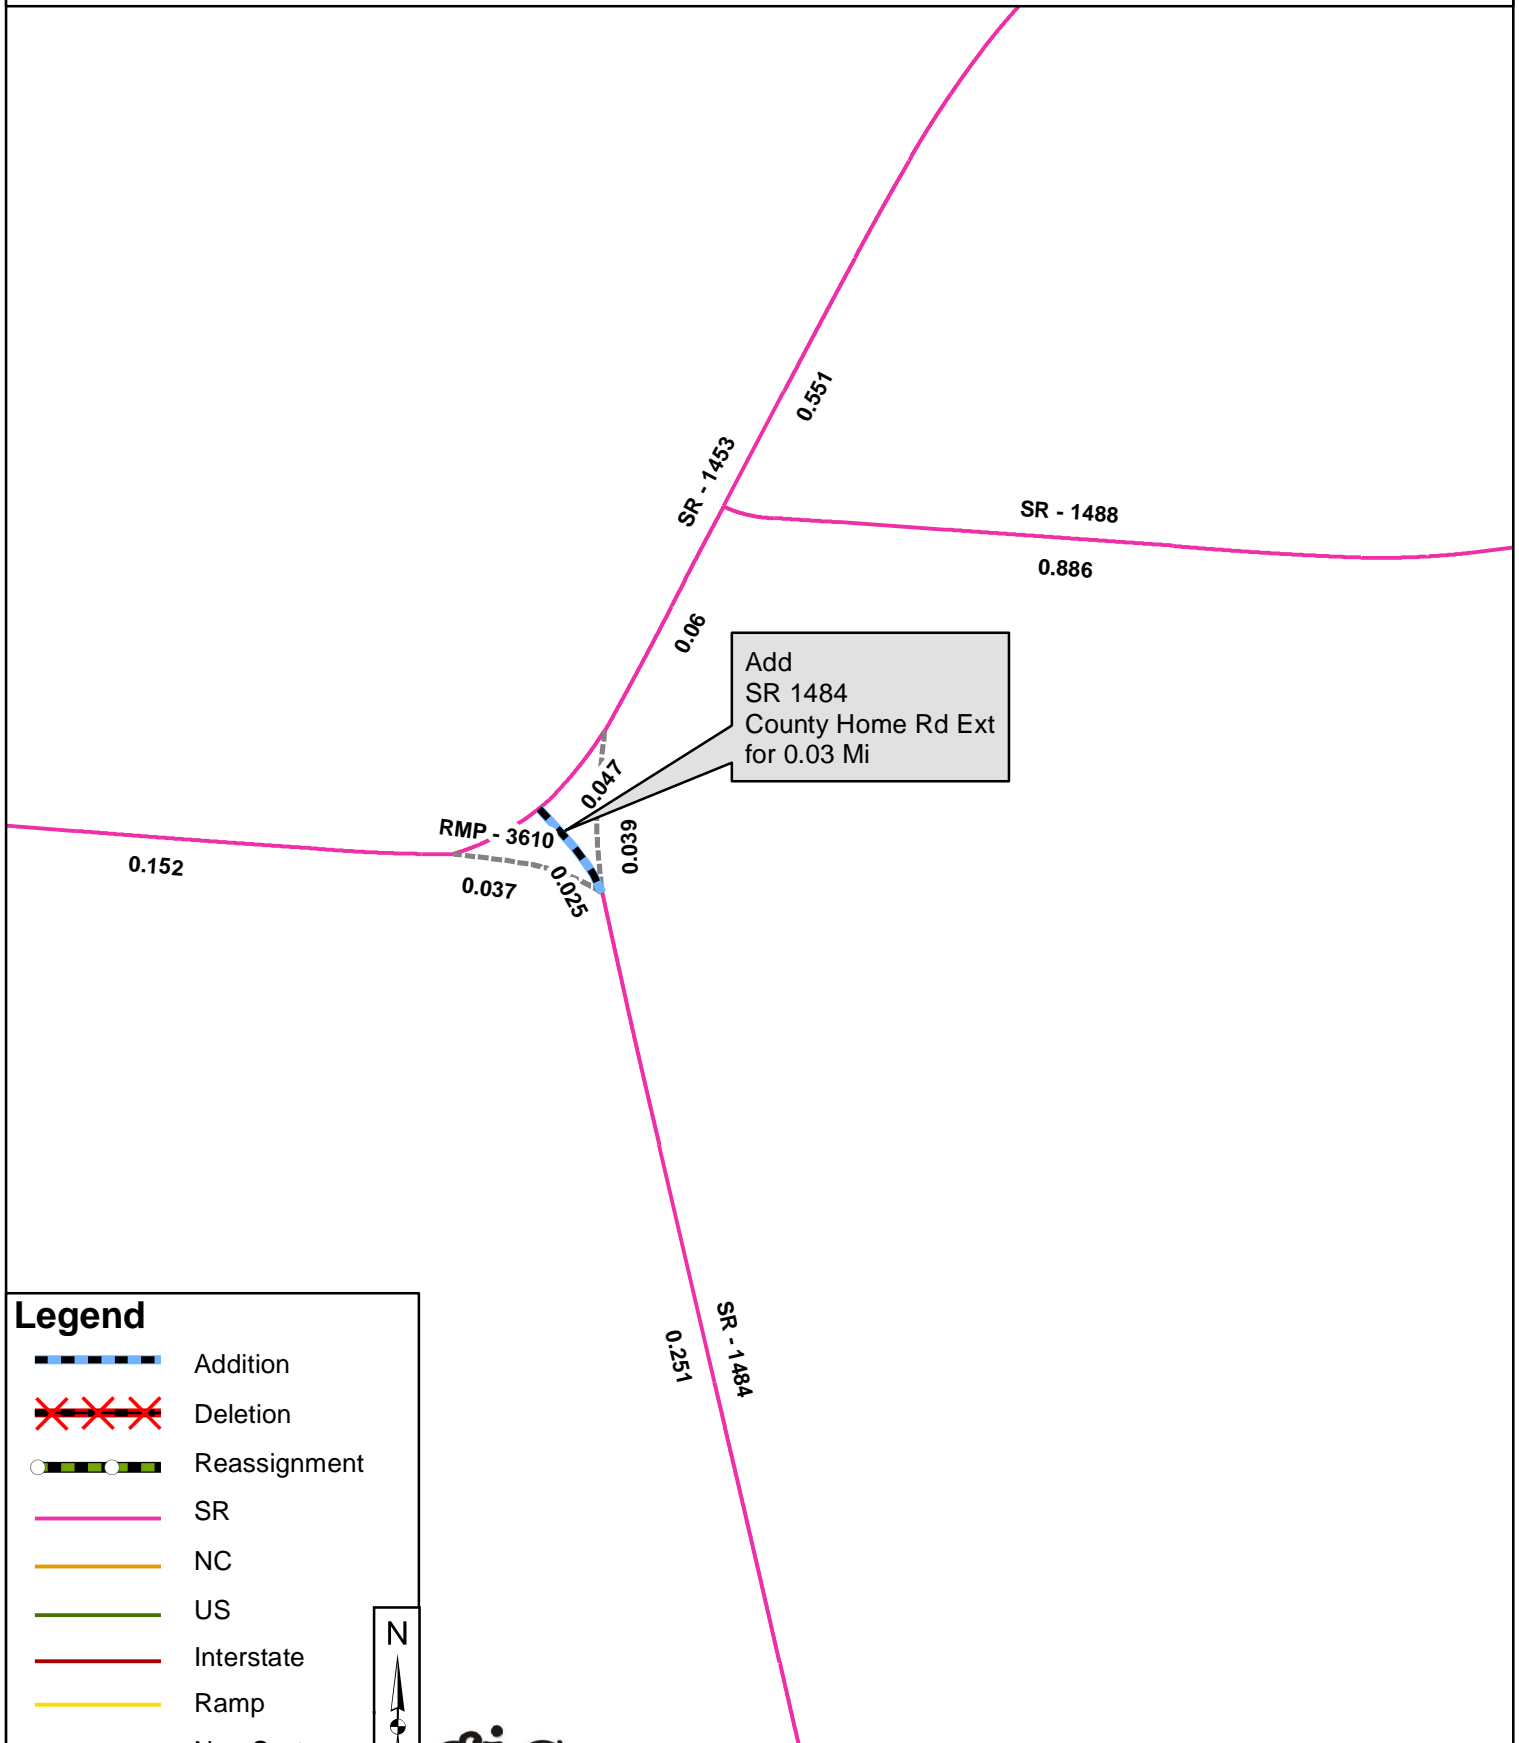 0.551
SR - 1453
SR - 1488
0.886
0.06
Add
SR 1484
County Home Rd Ext
for 0.03 Mi
0.047
RMP - 3610
0.039
0.152
0.037
0.025
SR - 1484
0.251
Legend
Addition
Deletion
Reassignment
SR
NC
US
Interstate
Ramp
N